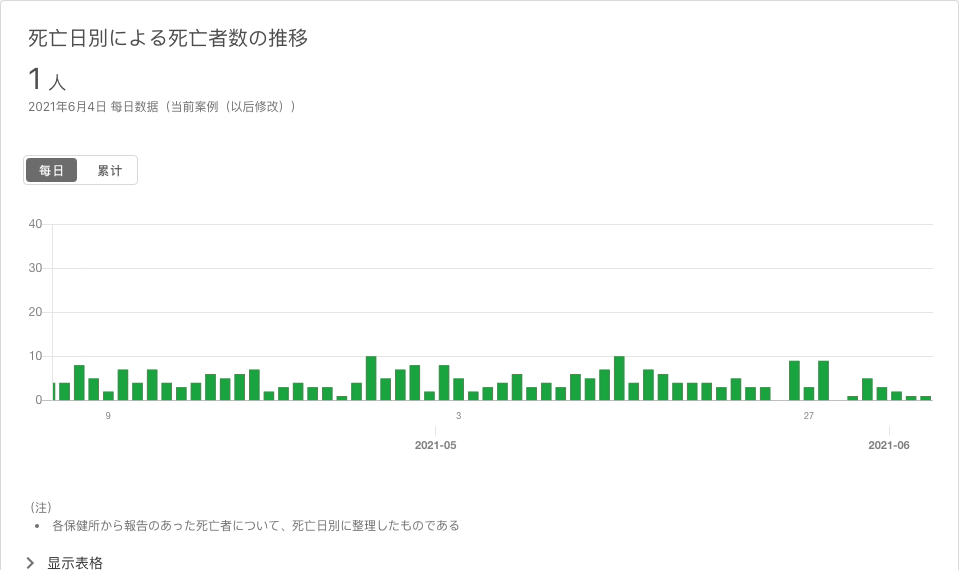 死亡日別による死亡者数の推移
1 人
2021年6月4日 每日数据（当前案例（以后修改））
每日 累计
40
30
20
10
0
9 3 27
2021-05 2021-06
（注）
• 各保健所から報告のあった死亡者について、死亡日別に整理したものである
显示表格